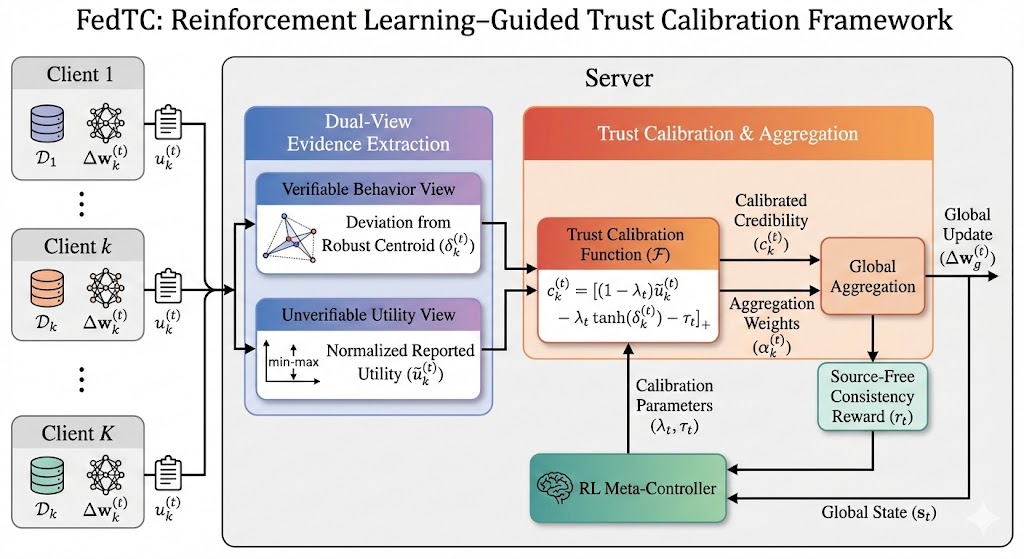 FedTC: Reinforcement Learning–Guided Trust Calibration Framework
Client 1
𝒟₁ Δw_k^(t) u_k^(t)
Client k
𝒟_k Δw_k^(t) u_k^(t)
Client K
𝒟_k Δw_k^(t) u_k^(t)
Server
Dual-View
Evidence Extraction
Verifiable Behavior View
Deviation from
Robust Centroid (δ_k^(t))
Unverifiable Utility View
min-max
Normalized Reported
Utility (ũ_k^(t))
Trust Calibration & Aggregation
Trust Calibration
Function (ℱ)
c_k^(t) = [(1 − λ_t)ũ_k^(t)
− λ_t tanh(δ_k^(t)) − τ_t]_+
Calibrated
Credibility
(c_k^(t))
Aggregation
Weights
(α_k^(t))
Global
Aggregation
Global
Update
(Δw_g^(t))
Calibration
Parameters
(λ_t, τ_t)
Source-Free
Consistency
Reward (r_t)
RL Meta-Controller
Global State (s_t)